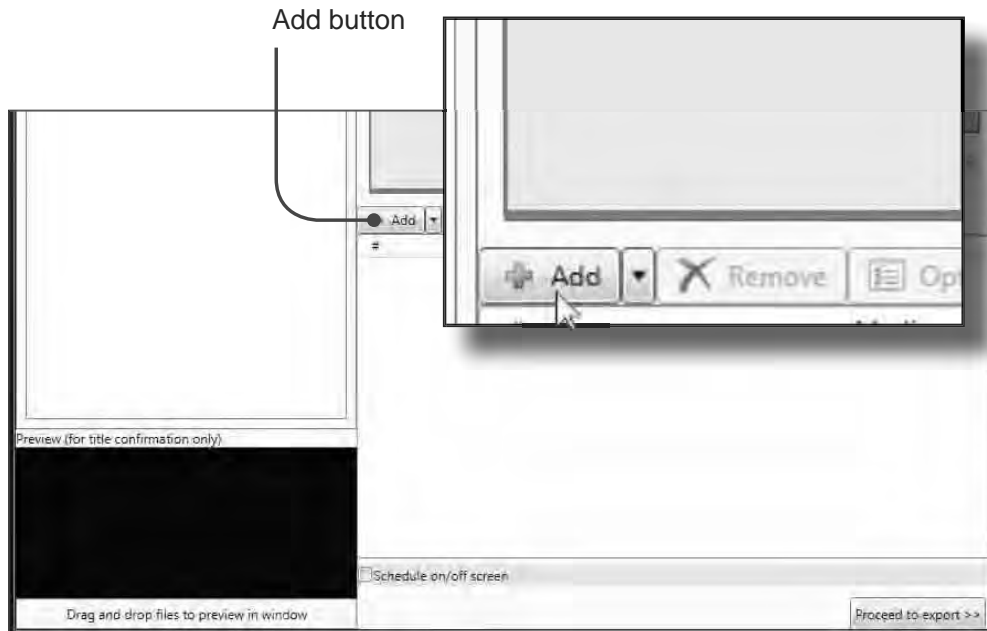 Add button
Add
#
Add Remove Op
Preview (for title confirmation only)
Schedule on/off screen
Drag and drop files to preview in window
Proceed to export >>